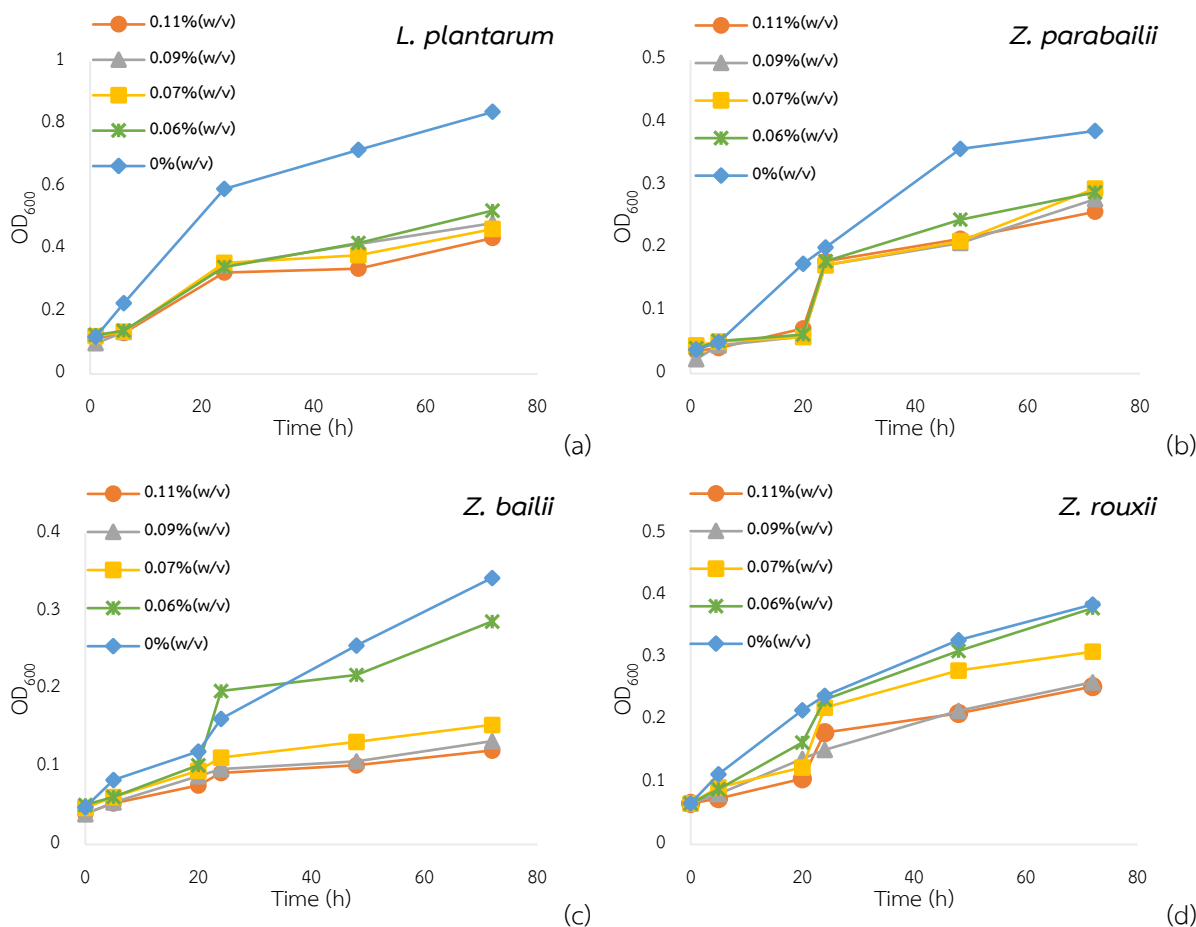 L. plantarum
0.11%(w/v)
0.09%(w/v)
0.07%(w/v)
0.06%(w/v)
0%(w/v)
1
0.8
0.6
0.4
0.2
0
OD600
0 20 40 60 80
Time (h)
(a)
Z. parabailii
0.11%(w/v)
0.09%(w/v)
0.07%(w/v)
0.06%(w/v)
0%(w/v)
0.5
0.4
0.3
0.2
0.1
0
OD600
0 20 40 60 80
Time (h)
(b)
Z. bailii
0.11%(w/v)
0.09%(w/v)
0.07%(w/v)
0.06%(w/v)
0%(w/v)
0.4
0.3
0.2
0.1
0
OD600
0 20 40 60 80
Time (h)
(c)
Z. rouxii
0.11%(w/v)
0.09%(w/v)
0.07%(w/v)
0.06%(w/v)
0%(w/v)
0.5
0.4
0.3
0.2
0.1
0
OD600
0 20 40 60 80
Time (h)
(d)